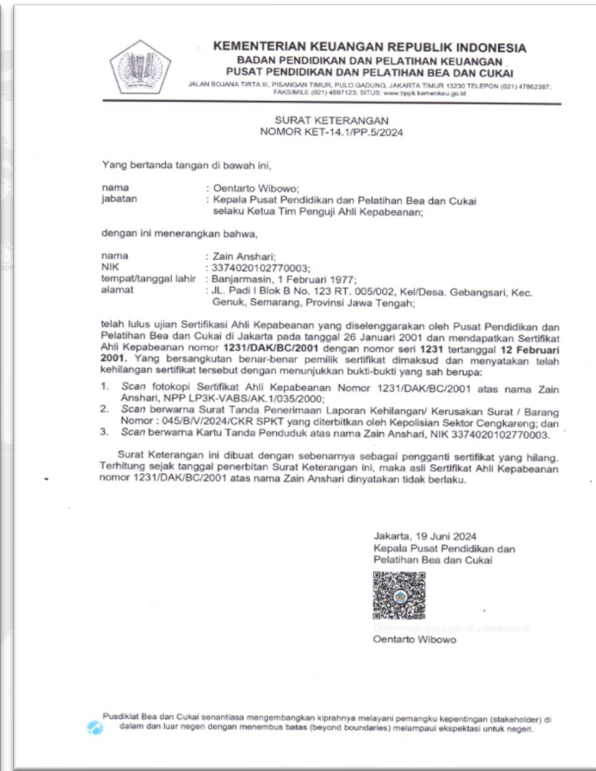 KEMENTERIAN KEUANGAN REPUBLIK INDONESIA
BADAN PENDIDIKAN DAN PELATIHAN KEUANGAN
PUSAT PENDIDIKAN DAN PELATIHAN BEA DAN CUKAI
JALAN BOJANA TIRTA III, PISANGAN TIMUR, PULO GADUNG, JAKARTA TIMUR 13230 TELEPON (021) 47862387;
FAKSIMILE (021) 4897123; SITUS: www.bppk.kemenkeu.go.id
SURAT KETERANGAN
NOMOR KET-14.1/PP.5/2024
Yang bertanda tangan di bawah ini,
nama : Oentarto Wibowo;
jabatan : Kepala Pusat Pendidikan dan Pelatihan Bea dan Cukai
selaku Ketua Tim Penguji Ahli Kepabeanan;
dengan ini menerangkan bahwa,
nama : Zain Anshari;
NIK : 3374020102770003;
tempat/tanggal lahir : Banjarmasin, 1 Februari 1977;
alamat : JL. Padi I Blok B No. 123 RT. 005/002, Kel/Desa. Gebangsari, Kec.
Genuk, Semarang, Provinsi Jawa Tengah;
telah lulus ujian Sertifikasi Ahli Kepabeanan yang diselenggarakan oleh Pusat Pendidikan dan
Pelatihan Bea dan Cukai di Jakarta pada tanggal 26 Januari 2001 dan mendapatkan Sertifikat
Ahli Kepabeanan nomor 1231/DAK/BC/2001 dengan nomor seri 1231 tertanggal 12 Februari
2001. Yang bersangkutan benar-benar pemilik sertifikat dimaksud dan menyatakan telah
kehilangan sertifikat tersebut dengan menunjukkan bukti-bukti yang sah berupa:
1. Scan fotokopi Sertifikat Ahli Kepabeanan Nomor 1231/DAK/BC/2001 atas nama Zain
Anshari, NPP LP3K-VABS/AK.1/035/2000;
2. Scan berwarna Surat Tanda Penerimaan Laporan Kehilangan/ Kerusakan Surat / Barang
Nomor : 045/B/V/2024/CKR SPKT yang diterbitkan oleh Kepolisian Sektor Cengkareng; dan
3. Scan berwarna Kartu Tanda Penduduk atas nama Zain Anshari, NIK 3374020102770003.
Surat Keterangan ini dibuat dengan sebenarnya sebagai pengganti sertifikat yang hilang.
Terhitung sejak tanggal penerbitan Surat Keterangan ini, maka asli Sertifikat Ahli Kepabeanan
nomor 1231/DAK/BC/2001 atas nama Zain Anshari dinyatakan tidak berlaku.
Jakarta, 19 Juni 2024
Kepala Pusat Pendidikan dan
Pelatihan Bea dan Cukai
Oentarto Wibowo
Pusdiklat Bea dan Cukai senantiasa mengembangkan kiprahnya melayani pemangku kepentingan (stakeholder) di
dalam dan luar negeri dengan menembus batas (beyond boundaries) melampaui ekspektasi untuk negeri.